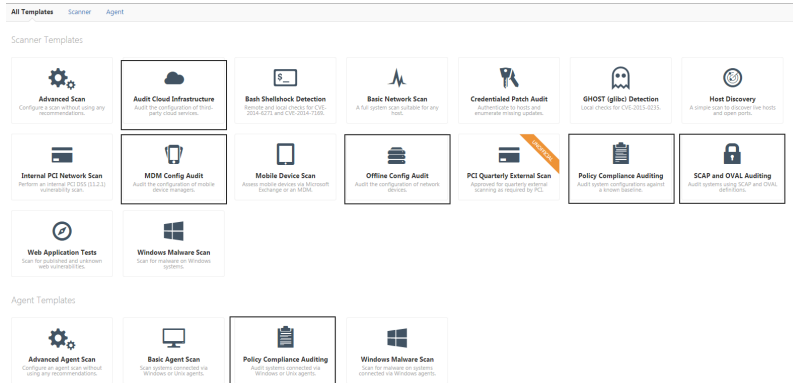 All Templates Scanner Agent
Scanner Templates
Advanced Scan
Configure a scan without using any
recommendations.
Audit Cloud Infrastructure
Audit the configuration of third-
party cloud services.
$_
Bash Shellshock Detection
Remote and local checks for CVE-
2014-6271 and CVE-2014-7169.
Basic Network Scan
A full system scan suitable for any
host.
Credentialed Patch Audit
Authenticate to hosts and
enumerate missing updates.
GHOST (glibc) Detection
Local checks for CVE-2015-0235.
Host Discovery
A simple scan to discover live hosts
and open ports.
Internal PCI Network Scan
Perform an internal PCI DSS (11.2.1)
vulnerability scan.
MDM Config Audit
Audit the configuration of mobile
device managers.
Mobile Device Scan
Assess mobile devices via Microsoft
Exchange or an MDM.
Offline Config Audit
Audit the configuration of network
devices.
PCI Quarterly External Scan
Approved for quarterly external
scanning as required by PCI.
Policy Compliance Auditing
Audit system configurations against
a known baseline.
SCAP and OVAL Auditing
Audit systems using SCAP and OVAL
definitions.
Web Application Tests
Scan for published and unknown
web vulnerabilities.
Windows Malware Scan
Scan for malware on Windows
systems.
Agent Templates
Advanced Agent Scan
Configure an agent scan without
using any recommendations.
Basic Agent Scan
Scan systems connected via
Windows or Unix agents.
Policy Compliance Auditing
Audit systems connected via
Windows or Unix agents.
Windows Malware Scan
Scan for malware on systems
connected via Windows agents.